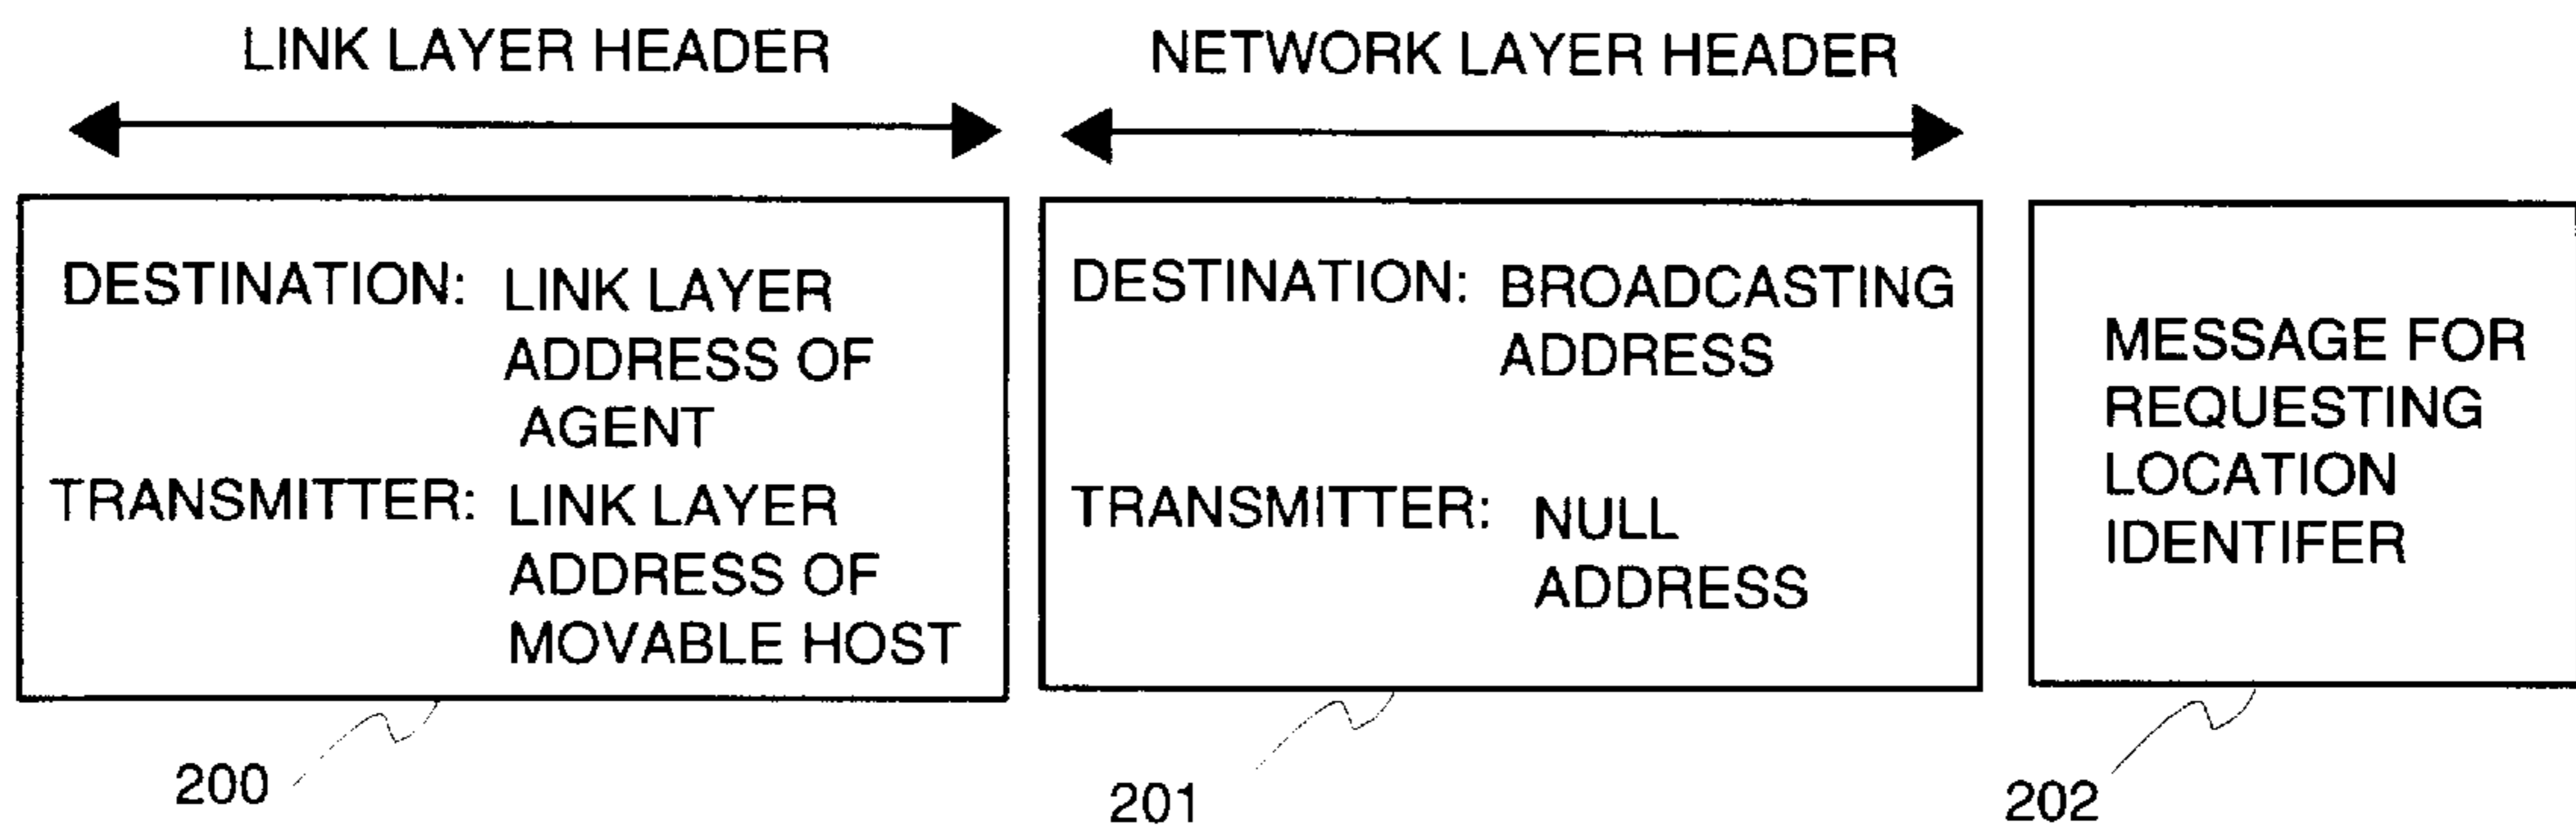 LINK LAYER HEADER
NETWORK LAYER HEADER
DESTINATION: LINK LAYER
ADDRESS OF
AGENT
TRANSMITTER: LINK LAYER
ADDRESS OF
MOVABLE HOST
DESTINATION: BROADCASTING
ADDRESS
TRANSMITTER: NULL
ADDRESS
MESSAGE FOR
REQUESTING
LOCATION
IDENTIFER
200
201
202